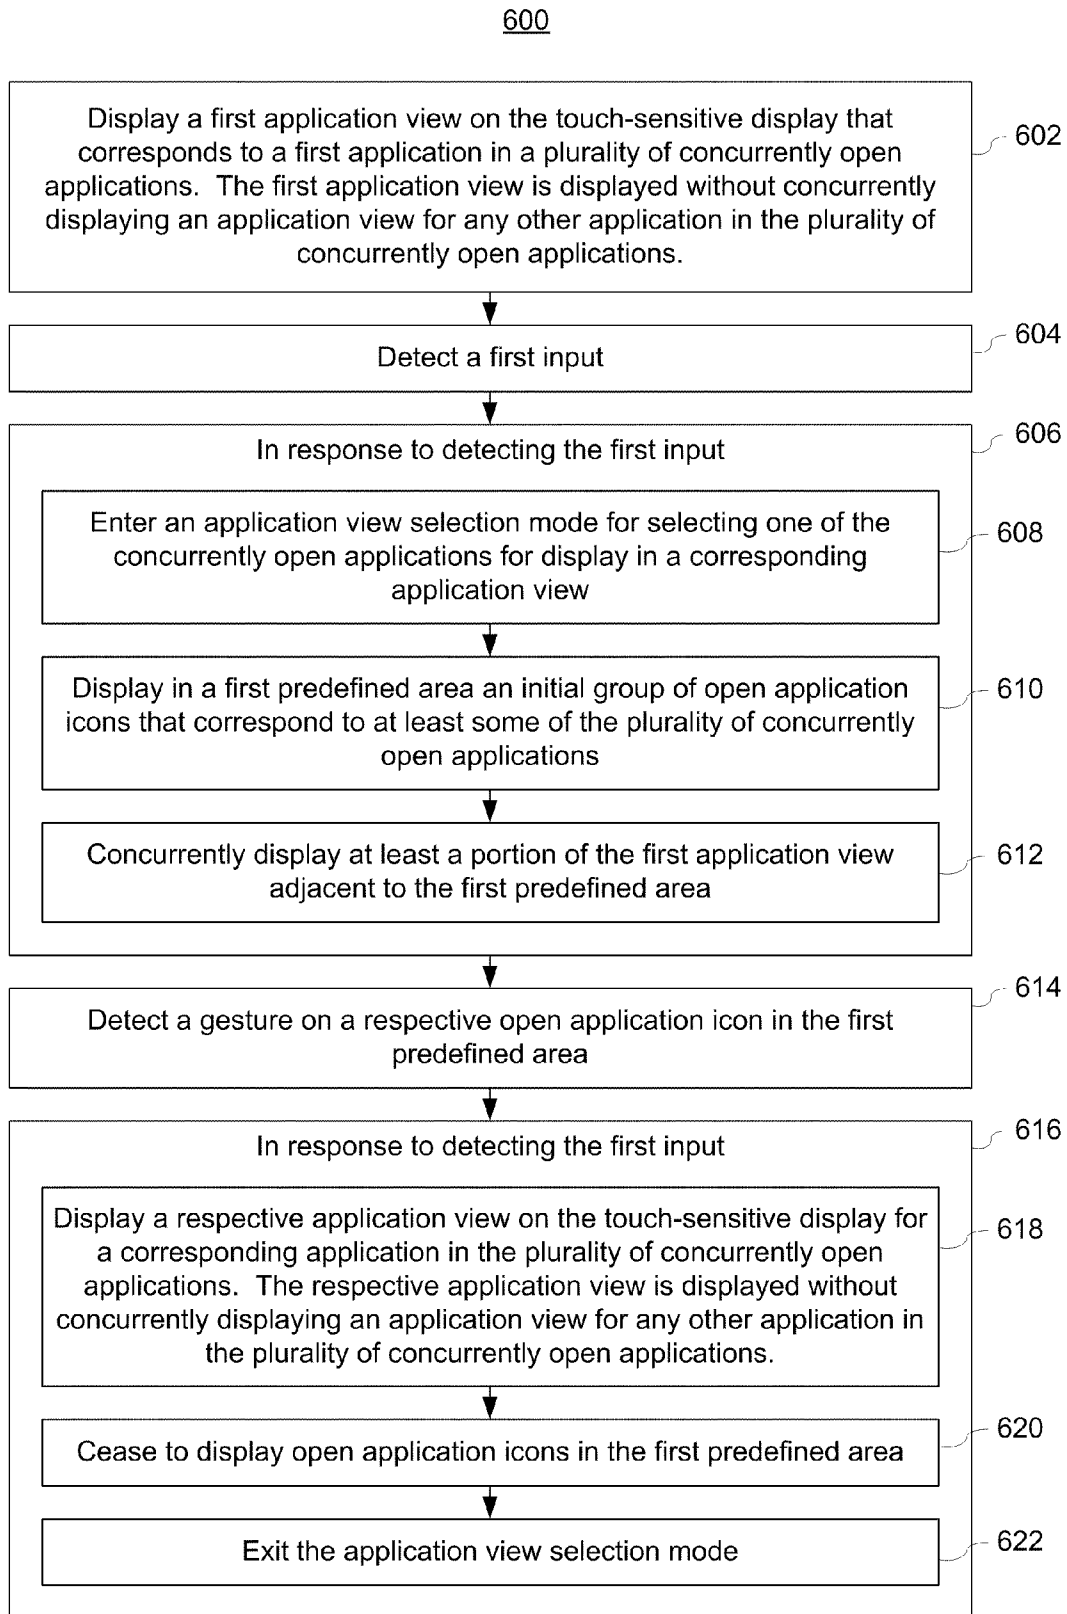 600
Display a first application view on the touch-sensitive display that
corresponds to a first application in a plurality of concurrently open
applications. The first application view is displayed without concurrently
displaying an application view for any other application in the plurality of
concurrently open applications.
602
Detect a first input
604
In response to detecting the first input
606
Enter an application view selection mode for selecting one of the
concurrently open applications for display in a corresponding
application view
608
Display in a first predefined area an initial group of open application
icons that correspond to at least some of the plurality of concurrently
open applications
610
Concurrently display at least a portion of the first application view
adjacent to the first predefined area
612
Detect a gesture on a respective open application icon in the first
predefined area
614
In response to detecting the first input
616
Display a respective application view on the touch-sensitive display for
a corresponding application in the plurality of concurrently open
applications. The respective application view is displayed without
concurrently displaying an application view for any other application in
the plurality of concurrently open applications.
618
Cease to display open application icons in the first predefined area
620
Exit the application view selection mode
622